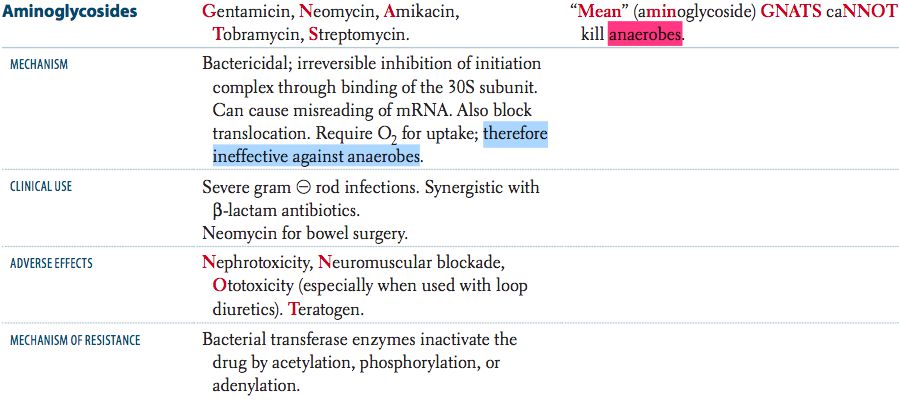 Aminoglycosides
Gentamicin, Neomycin, Amikacin,
Tobramycin, Streptomycin.
“Mean” (aminoglycoside) GNATS caNNOT
kill anaerobes.
MECHANISM
Bactericidal; irreversible inhibition of initiation
complex through binding of the 30S subunit.
Can cause misreading of mRNA. Also block
translocation. Require O₂ for uptake; therefore
ineffective against anaerobes.
CLINICAL USE
Severe gram ⊖ rod infections. Synergistic with
β-lactam antibiotics.
Neomycin for bowel surgery.
ADVERSE EFFECTS
Nephrotoxicity, Neuromuscular blockade,
Ototoxicity (especially when used with loop
diuretics). Teratogen.
MECHANISM OF RESISTANCE
Bacterial transferase enzymes inactivate the
drug by acetylation, phosphorylation, or
adenylation.